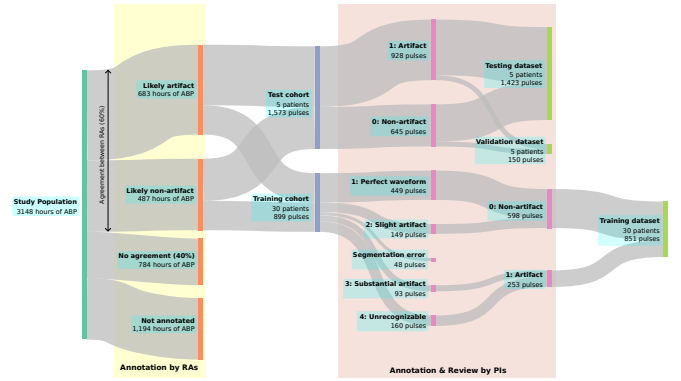 Study Population
3148 hours of ABP
Agreement between RAs (60%)
Likely artifact
683 hours of ABP
Likely non-artifact
487 hours of ABP
No agreement (40%)
784 hours of ABP
Not annotated
1,194 hours of ABP
Annotation by RAs
Test cohort
5 patients
1,573 pulses
Training cohort
30 patients
899 pulses
1: Artifact
928 pulses
0: Non-artifact
645 pulses
1: Perfect waveform
449 pulses
2: Slight artifact
149 pulses
Segmentation error
48 pulses
3: Substantial artifact
93 pulses
4: Unrecognizable
160 pulses
Testing dataset
5 patients
1,423 pulses
Validation dataset
5 patients
150 pulses
0: Non-artifact
598 pulses
1: Artifact
253 pulses
Annotation & Review by PIs
Training dataset
30 patients
851 pulses